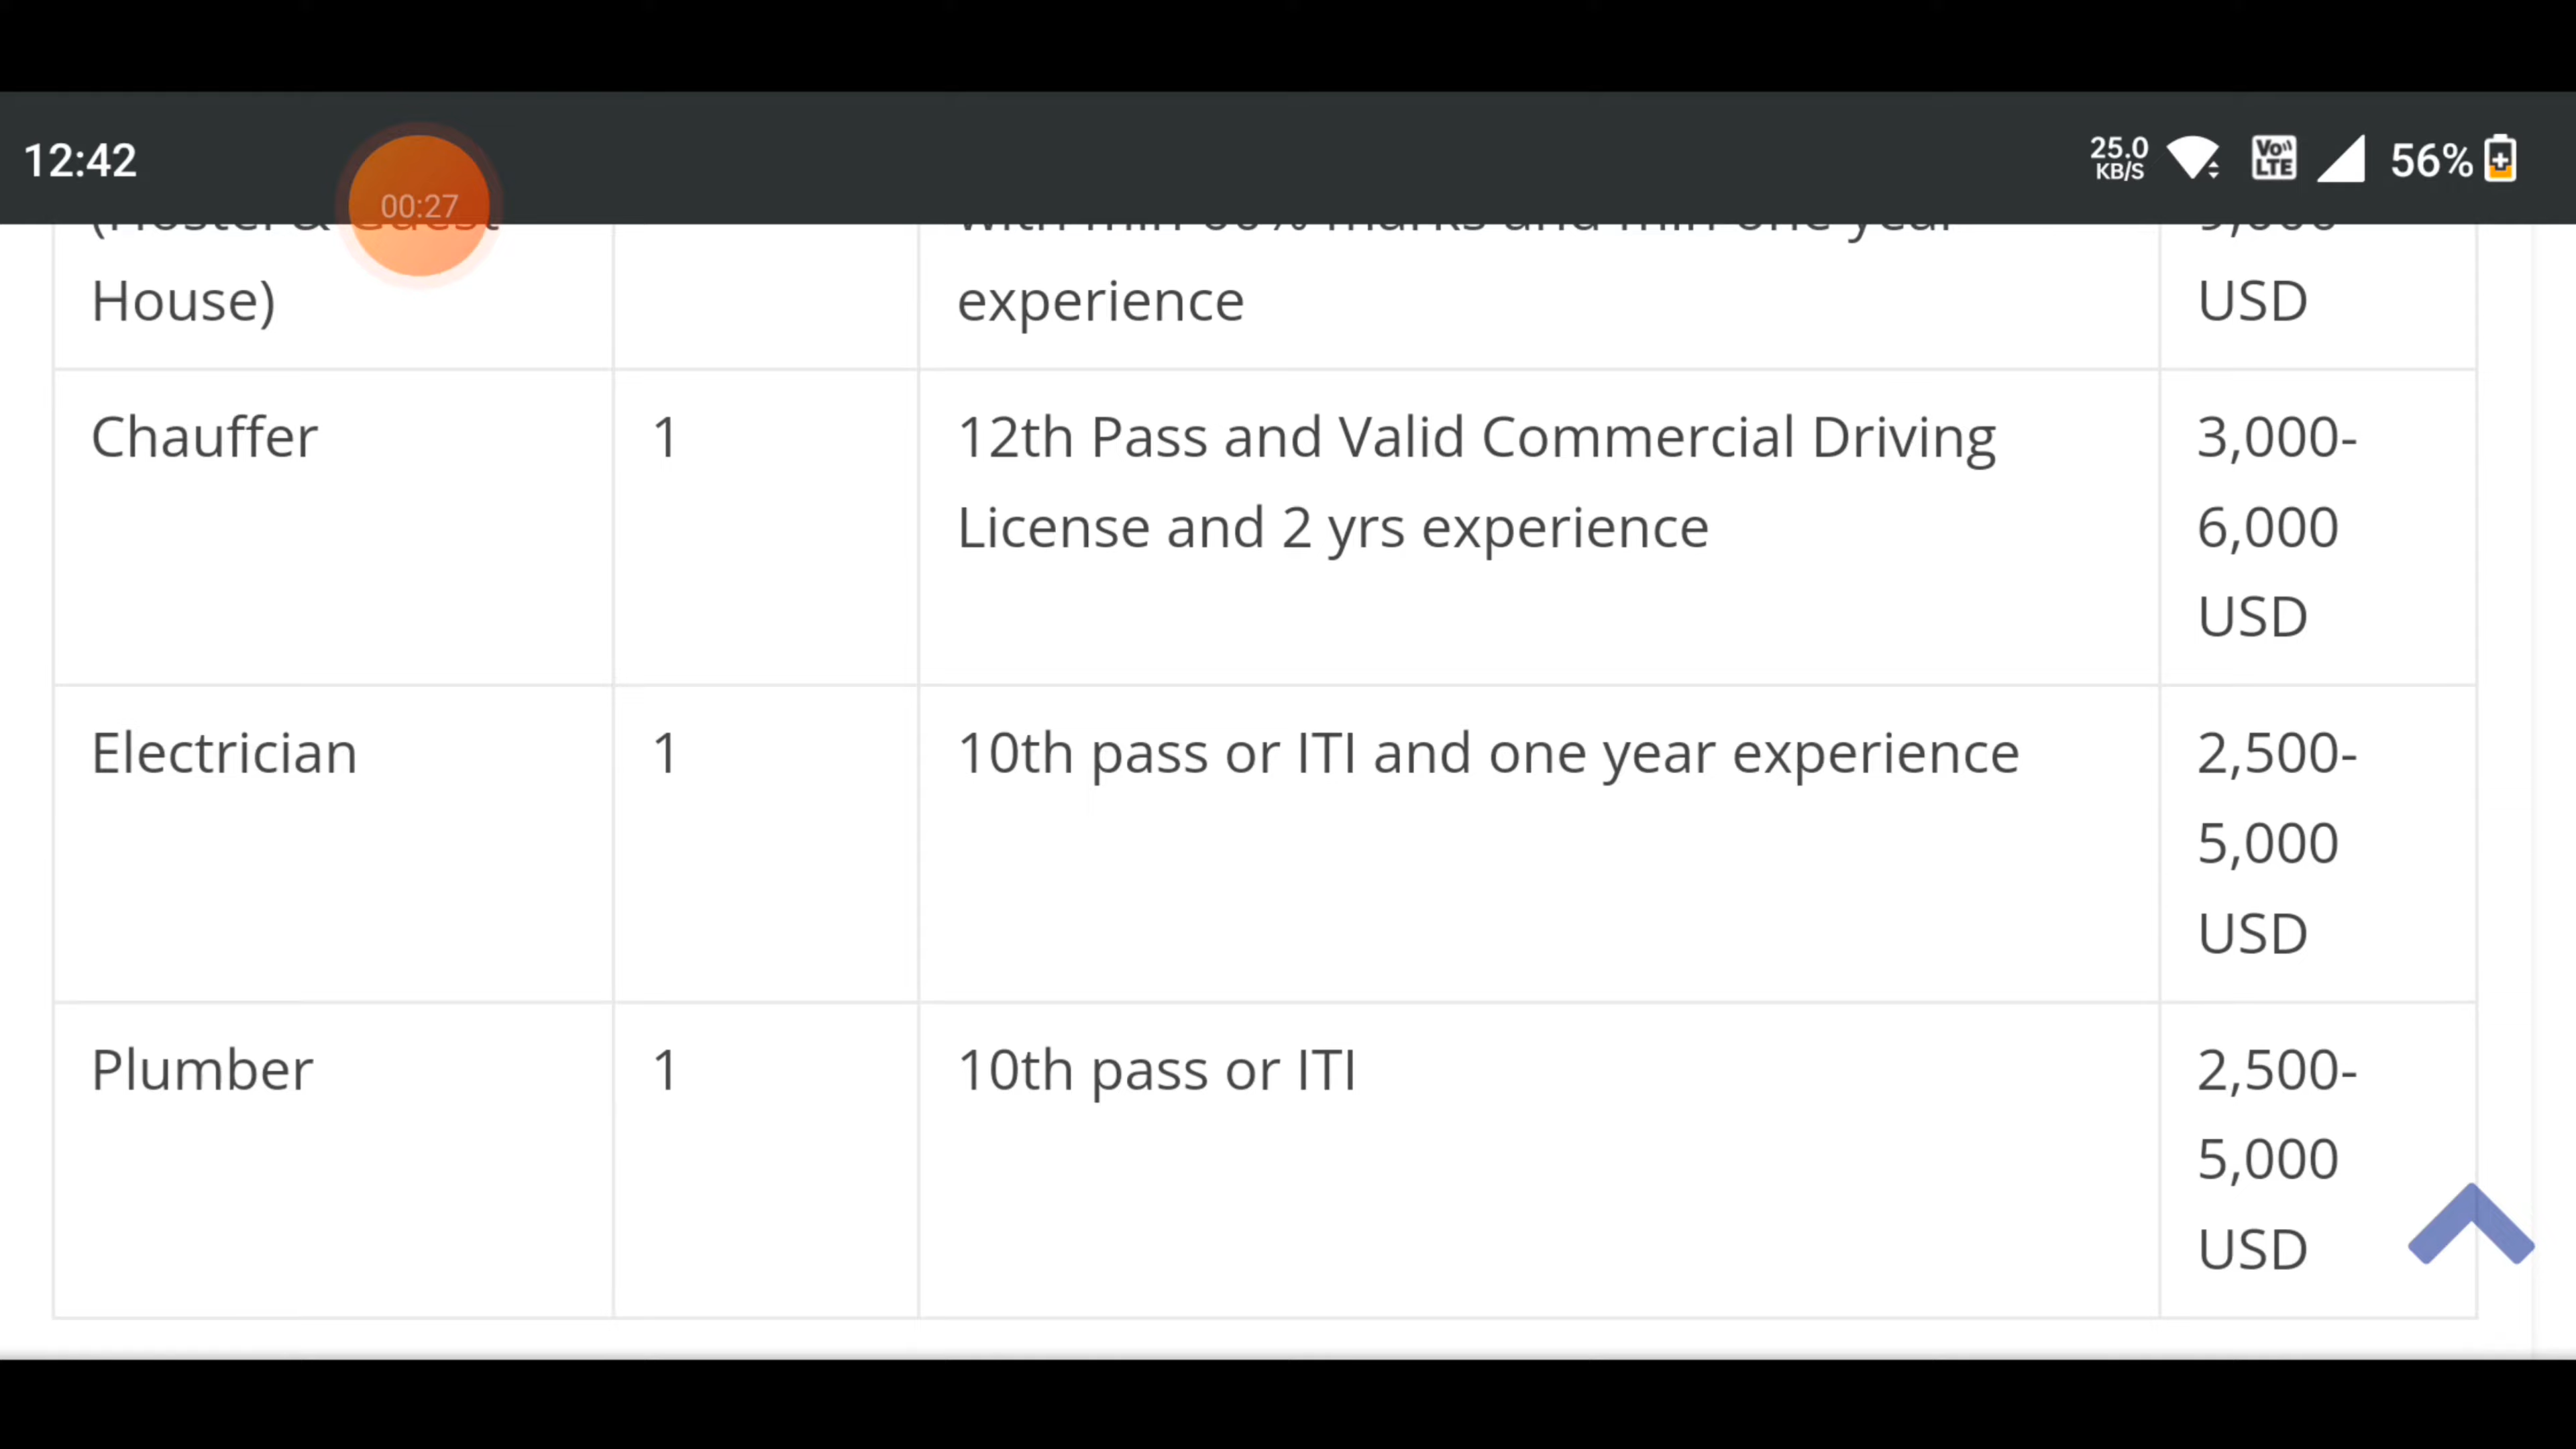 12:42
00:27
25.0
KB/S
Vo
LTE
56%
House)
experience
USD
Chauffer
1
12th Pass and Valid Commercial Driving
License and 2 yrs experience
3,000-
6,000
USD
Electrician
1
10th pass or ITI and one year experience
2,500-
5,000
USD
Plumber
1
10th pass or ITI
2,500-
5,000
USD